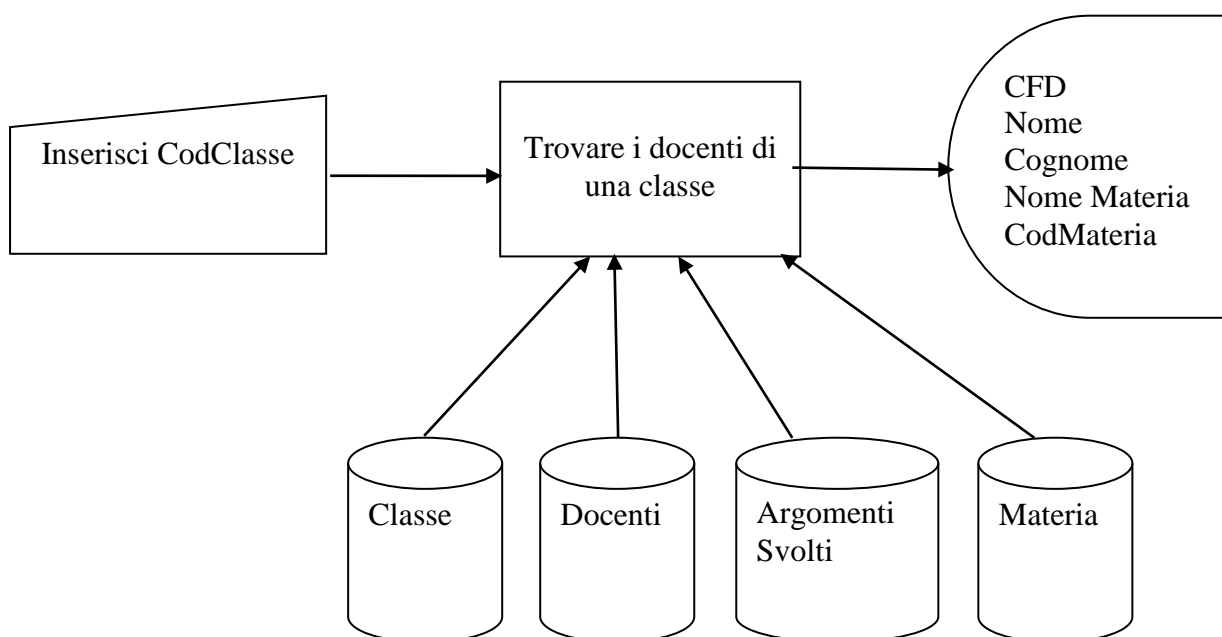 Inserisci CodClasse
Trovare i docenti di
una classe
CFD
Nome
Cognome
Nome Materia
CodMateria
Classe
Docenti
Argomenti
Svolti
Materia